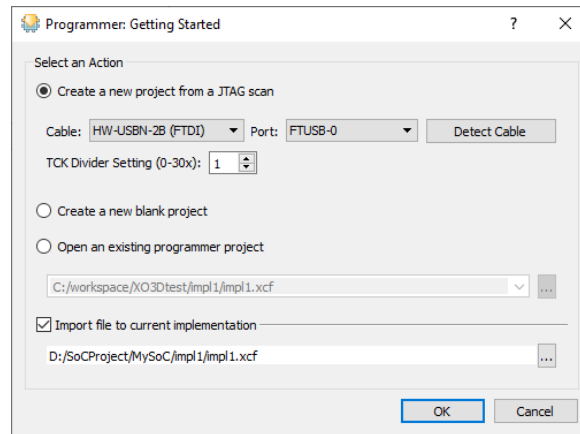 Programmer: Getting Started
Select an Action
Create a new project from a JTAG scan
Cable: HW-USBN-2B (FTDI) Port: FTUSB-0 Detect Cable
TCK Divider Setting (0-30x): 1
Create a new blank project
Open an existing programmer project
C:/workspace/XO3Dtest/impl1/impl1.xcf ...
Import file to current implementation
D:/SoCProject/MySoC/impl1/impl1.xcf ...
OK Cancel